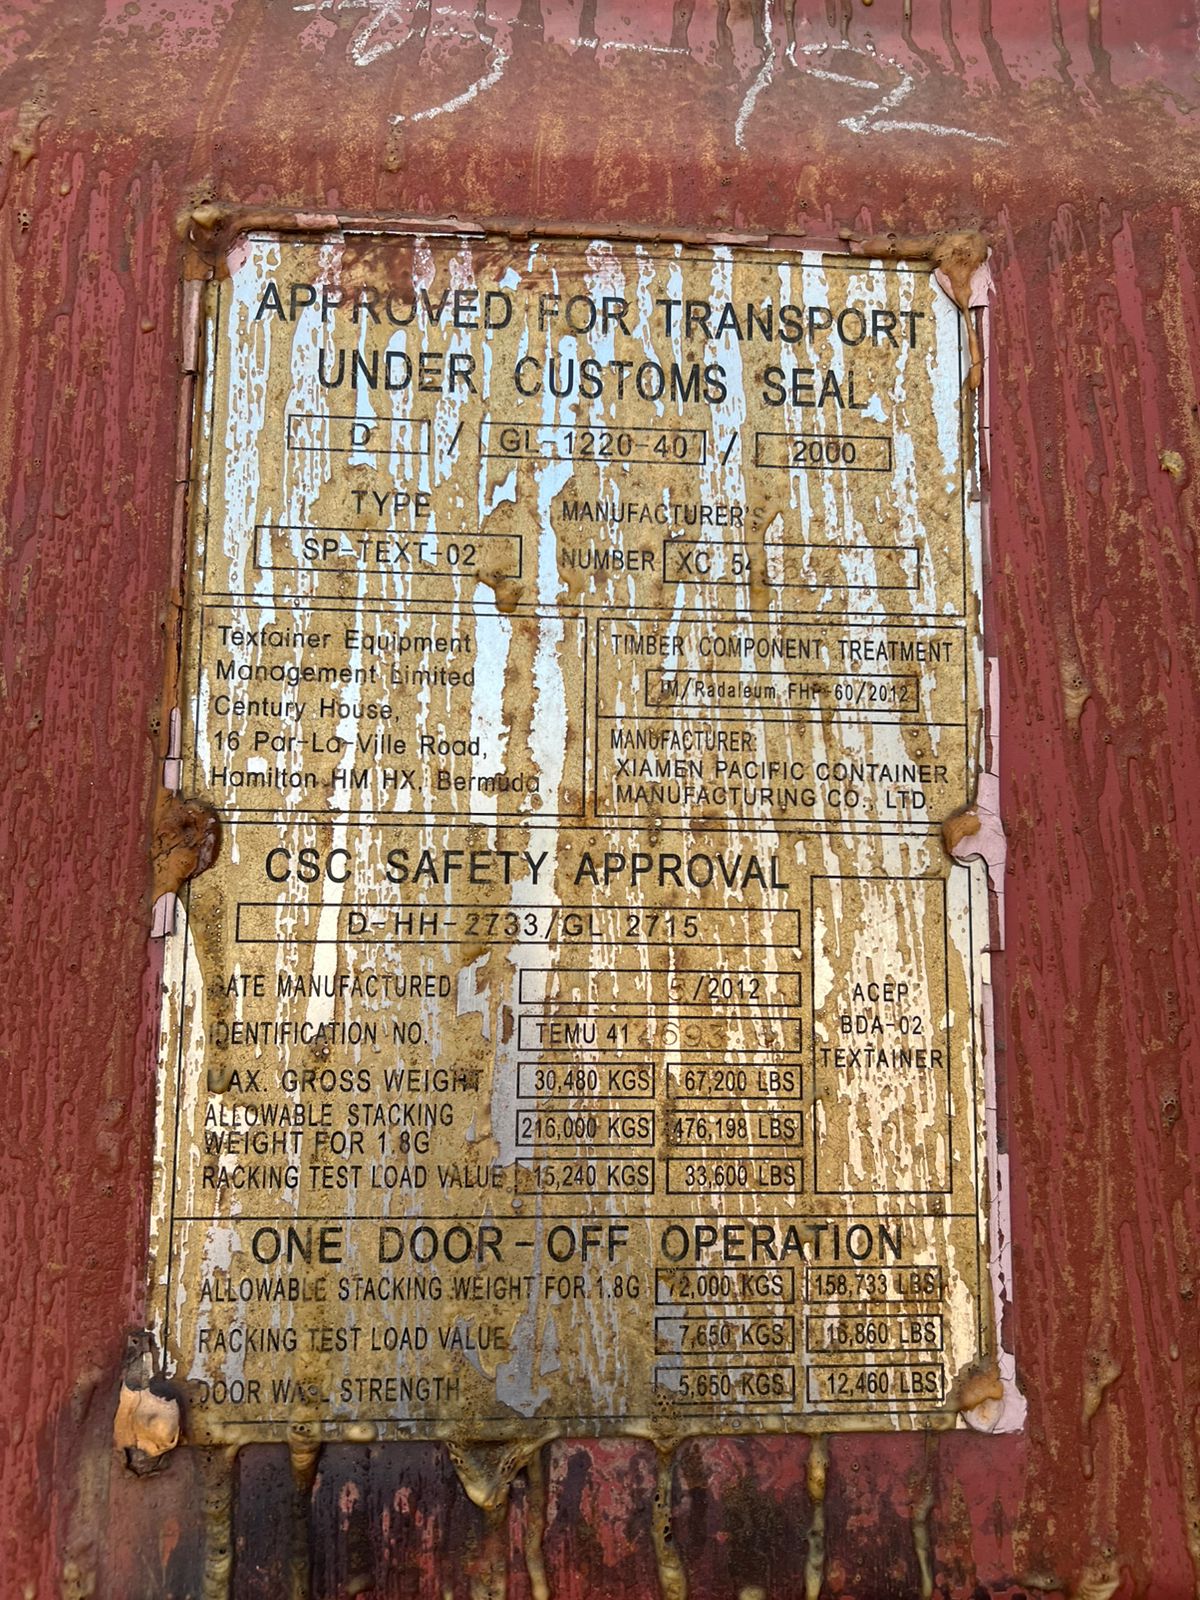 APPROVED FOR TRANSPORT
UNDER CUSTOMS SEAL
D / GL-1220-40 / 2000
TYPE
SP-TEXT-02
MANUFACTURER'S
NUMBER XC
Textainer Equipment
Management Limited
Century House,
16 Par-La-Ville Road,
Hamilton HM HX, Bermuda
TIMBER COMPONENT TREATMENT
IM/Radaleum FHP-60/2012
MANUFACTURER:
XIAMEN PACIFIC CONTAINER
MANUFACTURING CO., LTD.
CSC SAFETY APPROVAL
D-HH-2733/GL 2715
DATE MANUFACTURED /2012
IDENTIFICATION NO. TEMU
MAX. GROSS WEIGHT 30,480 KGS 67,200 LBS
ALLOWABLE STACKING
WEIGHT FOR 1.8G 216,000 KGS 476,198 LBS
RACKING TEST LOAD VALUE 15,240 KGS 33,600 LBS
ACEP
BDA-02
TEXTAINER
ONE DOOR-OFF OPERATION
ALLOWABLE STACKING WEIGHT FOR 1.8G 72,000 KGS 158,733 LBS
RACKING TEST LOAD VALUE 7,650 KGS 16,860 LBS
DOOR WALL STRENGTH 5,650 KGS 12,460 LBS